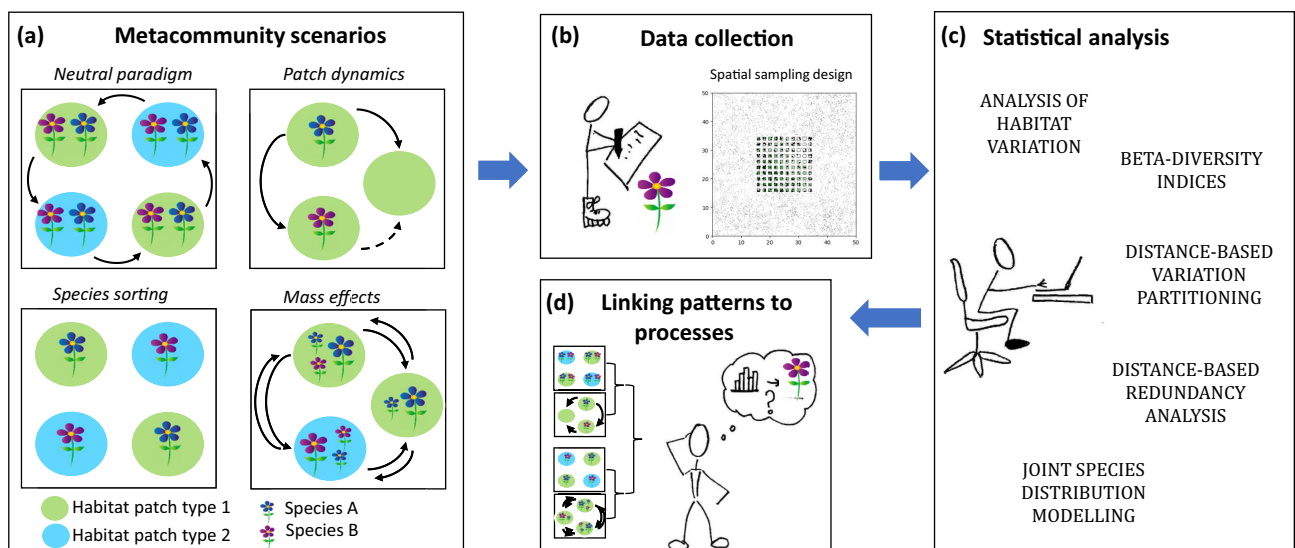 (a) Metacommunity scenarios
Neutral paradigm
Patch dynamics
Species sorting
Mass effects
Habitat patch type 1
Habitat patch type 2
Species A
Species B
(b) Data collection
Spatial sampling design
50
40
30
20
10
0
0 10 20 30 40 50
(c) Statistical analysis
ANALYSIS OF
HABITAT
VARIATION
BETA-DIVERSITY
INDICES
DISTANCE-BASED
VARIATION
PARTITIONING
DISTANCE-BASED
REDUNDANCY
ANALYSIS
JOINT SPECIES
DISTRIBUTION
MODELLING
(d) Linking patterns to
processes
?